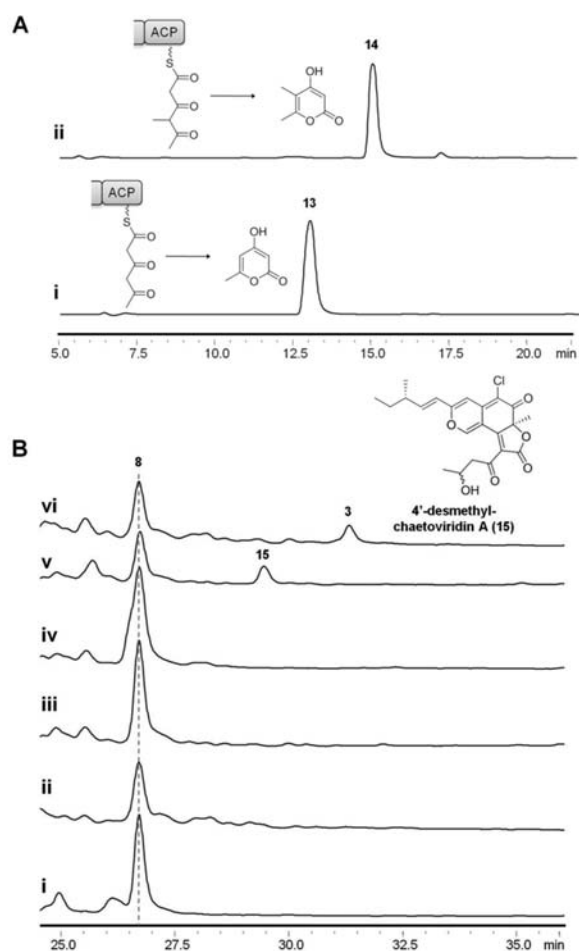 A
ACP
14
S
O
O
O
OH
O
O
ii
ACP
13
S
O
O
O
OH
O
O
i
5.0 7.5 10.0 12.5 15.0 17.5 20.0 min
Cl
O
O
O
O
O
OH
B
8
4'-desmethyl-
chaetoviridin A (15)
vi
3
v
15
iv
iii
ii
i
25.0 27.5 30.0 32.5 35.0 min